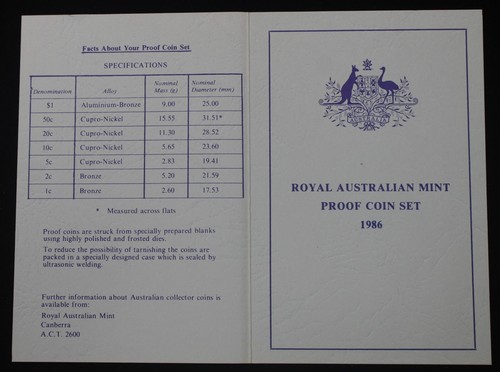 Facts About Your Proof Coin Set
SPECIFICATIONS
Denomination Alloy Nominal Mass (g) Nominal Diameter (mm)
$1 Aluminium-Bronze 9.00 25.00
50c Cupro-Nickel 15.55 31.51*
20c Cupro-Nickel 11.30 28.52
10c Cupro-Nickel 5.65 23.60
5c Cupro-Nickel 2.83 19.41
2c Bronze 5.20 21.59
1c Bronze 2.60 17.53
* Measured across flats
Proof coins are struck from specially prepared blanks
using highly polished and frosted dies.
To reduce the possibility of tarnishing the coins are
packed in a specially designed case which is sealed by
ultrasonic welding.
Further information about Australian collector coins is
available from:
Royal Australian Mint
Canberra
A.C.T. 2600
AUSTRALIA
ROYAL AUSTRALIAN MINT
PROOF COIN SET
1986